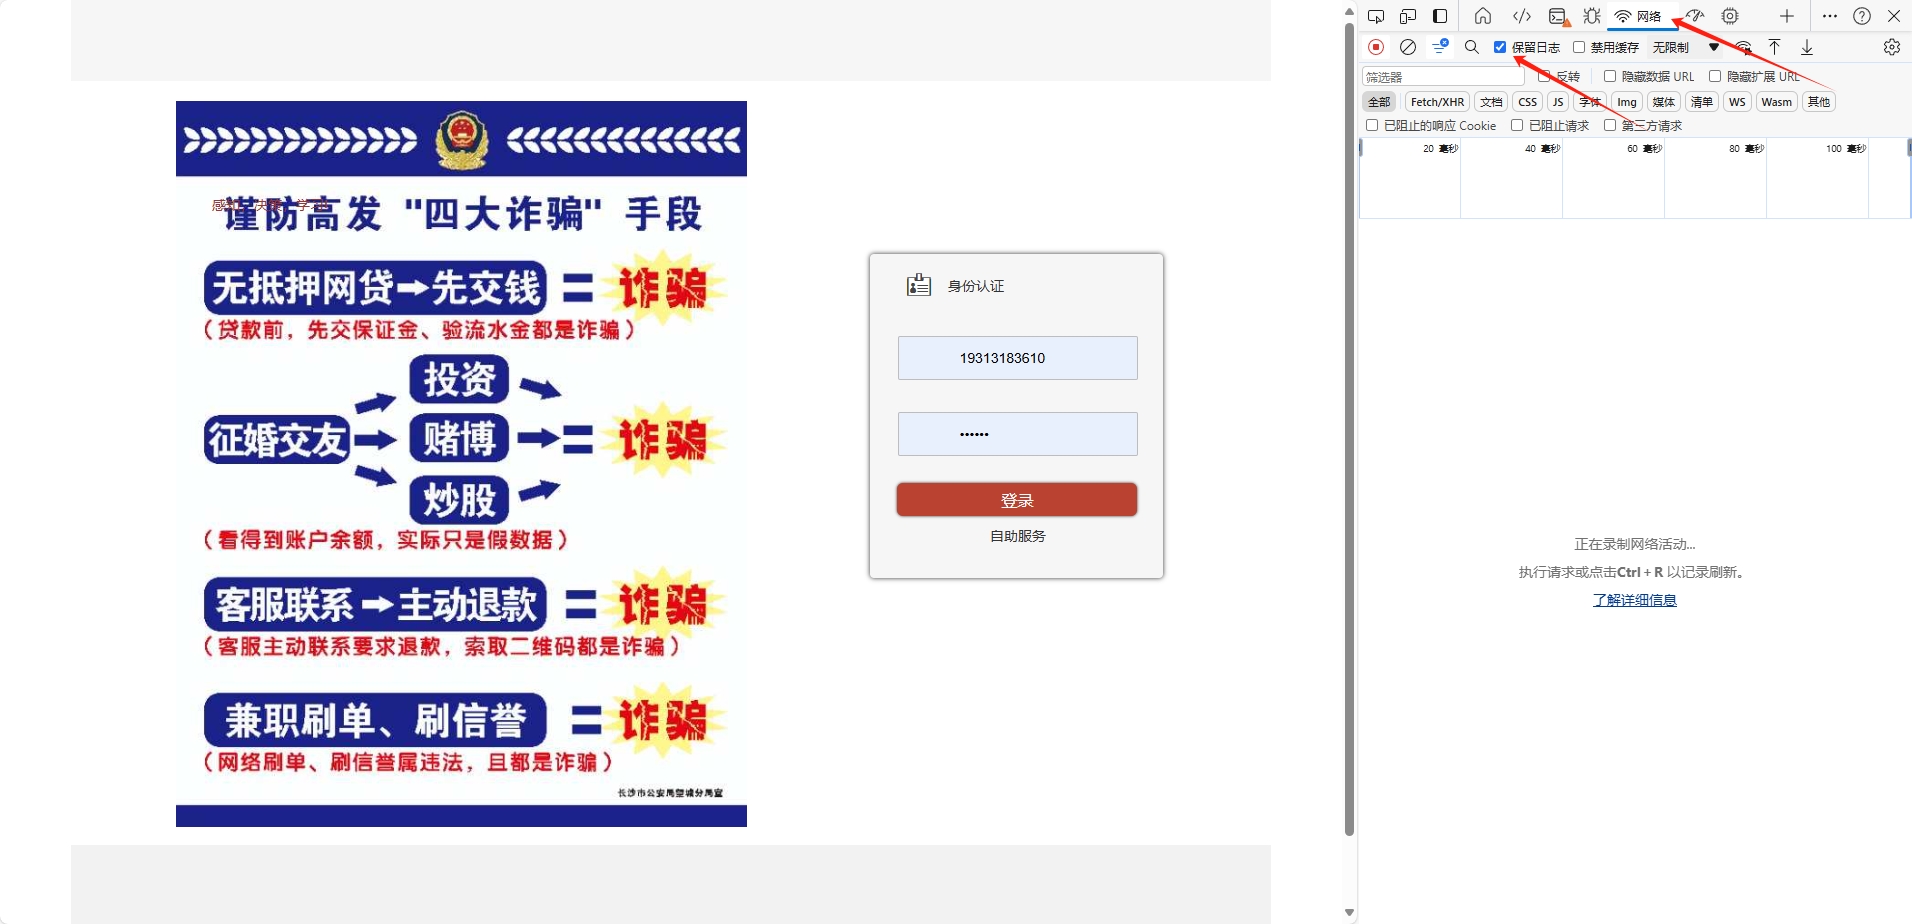 谨防高发 "四大诈骗" 手段
无抵押网贷→先交钱 = 诈骗
（贷款前，先交保证金、验流水金都是诈骗）
投资
征婚交友 赌博 = 诈骗
炒股
（看得到账户余额，实际只是假数据）
客服联系→主动退款 = 诈骗
（客服主动联系要求退款，索取二维码都是诈骗）
兼职刷单、刷信誉 = 诈骗
（网络刷单、刷信誉属违法，且都是诈骗）
长沙市公安局望城分局宣
身份认证
19313183610
••••••
登录
自助服务
网络
保留日志 禁用缓存 无限制
筛选器 反转 隐藏数据 URL 隐藏扩展 URL
全部 Fetch/XHR 文档 CSS JS 字体 Img 媒体 清单 WS Wasm 其他
已阻止的响应 Cookie 已阻止请求 第三方请求
20 毫秒 40 毫秒 60 毫秒 80 毫秒 100 毫秒
正在录制网络活动...
执行请求或点击Ctrl + R 以记录刷新。
了解详细信息